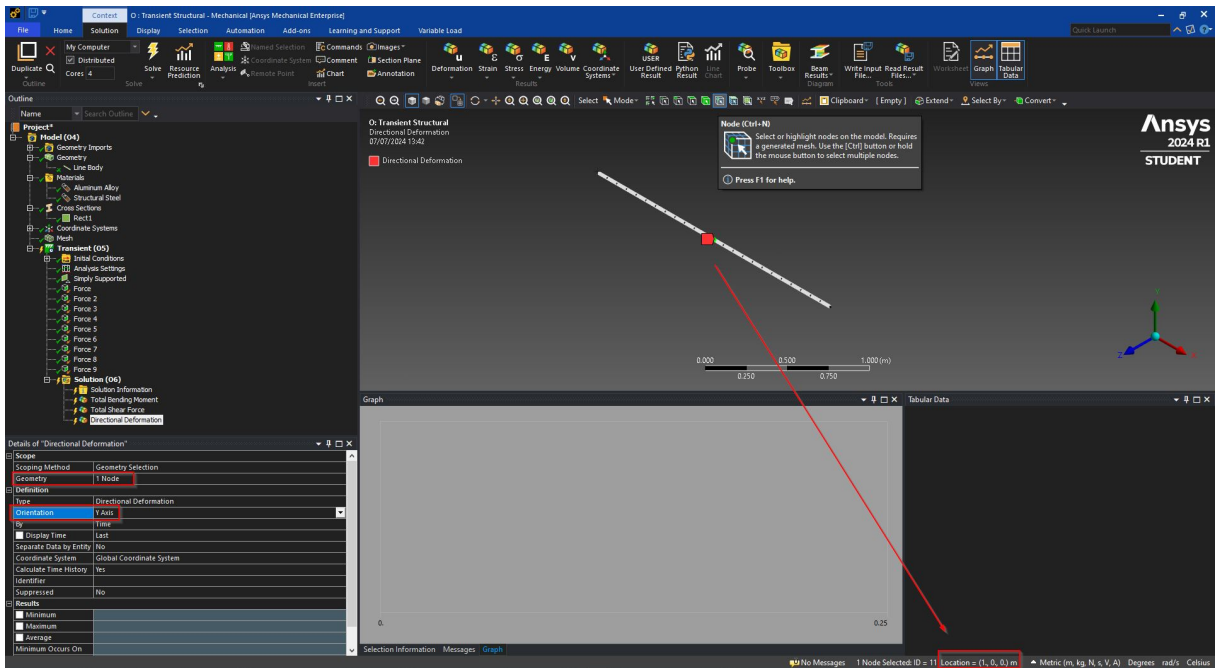 Context O : Transient Structural - Mechanical [Ansys Mechanical Enterprise]
File Home Solution Display Selection Automation Add-ons Learning and Support Variable Load Quick Launch
Duplicate Q My Computer Distributed Cores 4 Solve Resource Prediction Analysis Named Selection Coordinate System Remote Point Commands Comment Chart Images Section Plane Annotation Deformation Strain Stress Energy Volume Coordinate Systems User Defined Result Python Result Line Chart Probe Toolbox Beam Results Write Input File... Read Result Files... Worksheet Graph Tabular Data
Outline Solve Insert Results Diagram Tools Views
Outline
Name Search Outline
Select Mode Clipboard [ Empty ] Extend Select By Convert
Project*
Model (O4)
Geometry Imports
Geometry
Line Body
Materials
Aluminum Alloy
Structural Steel
Cross Sections
Rect1
Coordinate Systems
Mesh
Transient (O5)
Initial Conditions
Analysis Settings
Simply Supported
Force
Force 2
Force 3
Force 4
Force 5
Force 6
Force 7
Force 8
Force 9
Solution (O6)
Solution Information
Total Bending Moment
Total Shear Force
Directional Deformation
O: Transient Structural
Directional Deformation
07/07/2024 13:42
Directional Deformation
Node (Ctrl+N)
Select or highlight nodes on the model. Requires
a generated mesh. Use the [Ctrl] button or hold
the mouse button to select multiple nodes.
Press F1 for help.
Ansys
2024 R1
STUDENT
Y
Z
X
0.000 0.500 1.000 (m)
0.250 0.750
Details of "Directional Deformation"
Scope
Scoping Method Geometry Selection
Geometry 1 Node
Definition
Type Directional Deformation
Orientation Y Axis
By Time
Display Time Last
Separate Data by Entity No
Coordinate System Global Coordinate System
Calculate Time History Yes
Identifier
Suppressed No
Results
Minimum
Maximum
Average
Minimum Occurs On
Graph
0. 0.25
Selection Information Messages Graph
Tabular Data
No Messages 1 Node Selected: ID = 11 Location = (1., 0., 0.) m Metric (m, kg, N, s, V, A) Degrees rad/s Celsius